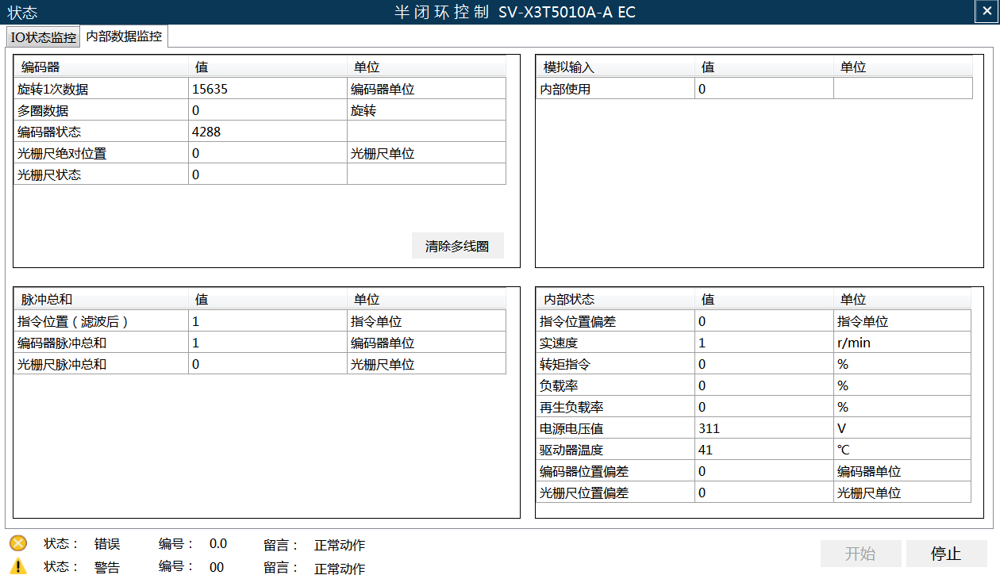 状态
半闭环控制 SV-X3T5010A-A EC
IO状态监控 内部数据监控
编码器 值 单位
旋转1次数据 15635 编码器单位
多圈数据 0 旋转
编码器状态 4288
光栅尺绝对位置 0 光栅尺单位
光栅尺状态 0
清除多线圈
模拟输入 值 单位
内部使用 0
脉冲总和 值 单位
指令位置（滤波后） 1 指令单位
编码器脉冲总和 1 编码器单位
光栅尺脉冲总和 0 光栅尺单位
内部状态 值 单位
指令位置偏差 0 指令单位
实速度 1 r/min
转矩指令 0 %
负载率 0 %
再生负载率 0 %
电源电压值 311 V
驱动器温度 41 ℃
编码器位置偏差 0 编码器单位
光栅尺位置偏差 0 光栅尺单位
状态： 错误 编号： 0.0 留言： 正常动作
状态： 警告 编号： 00 留言： 正常动作
开始 停止